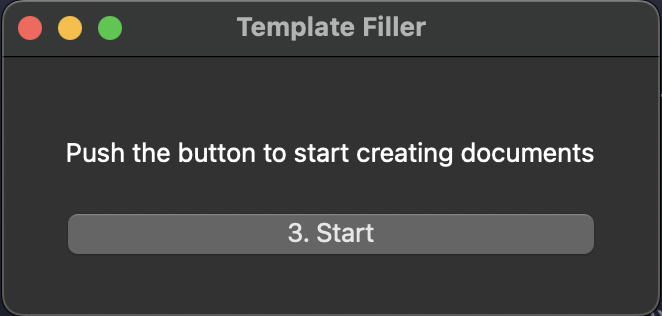 Template Filler
Push the button to start creating documents
3. Start